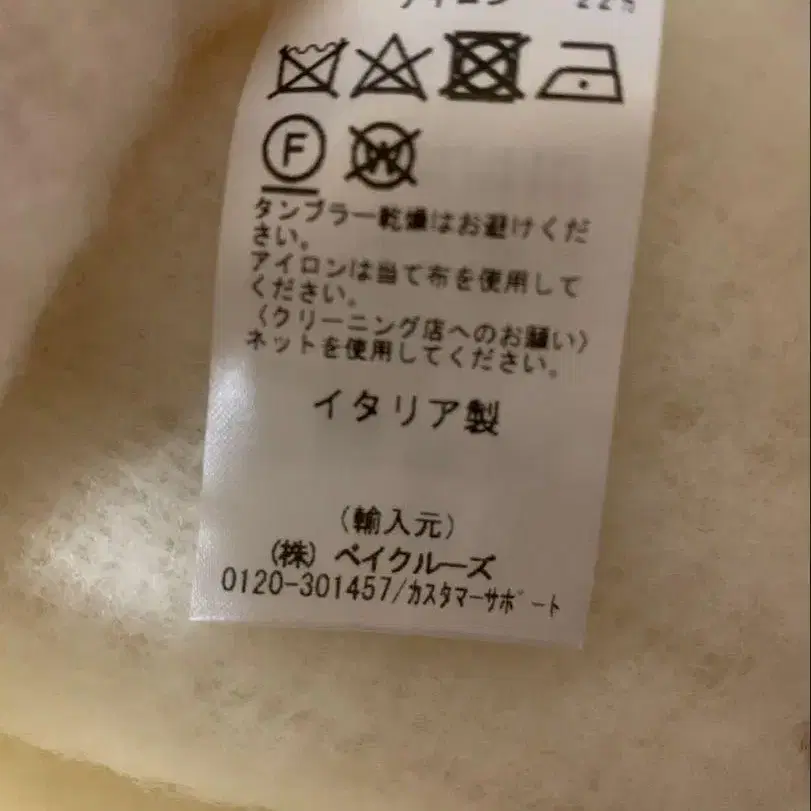 F
W
タンブラー乾燥はお避けくだ
さい。
アイロンは当て布を使用して
ください。
〈クリーニング店へのお願い〉
ネットを使用してください。
イタリア製
(輸入元)
(株) ベイクルーズ
0120-301457/カスタマーサポート